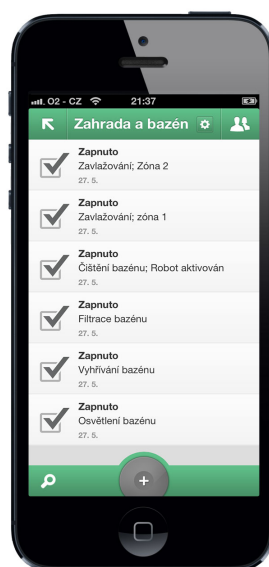 O2 - CZ 21:37
Zahrada a bazén
Zapnuto
Zavlažování; Zóna 2
27. 5.
Zapnuto
Zavlažování; zóna 1
27. 5.
Zapnuto
Čištění bazénu; Robot aktivován
27. 5.
Zapnuto
Filtrace bazénu
27. 5.
Zapnuto
Vyhřívání bazénu
27. 5.
Zapnuto
Osvětlení bazénu
27. 5.